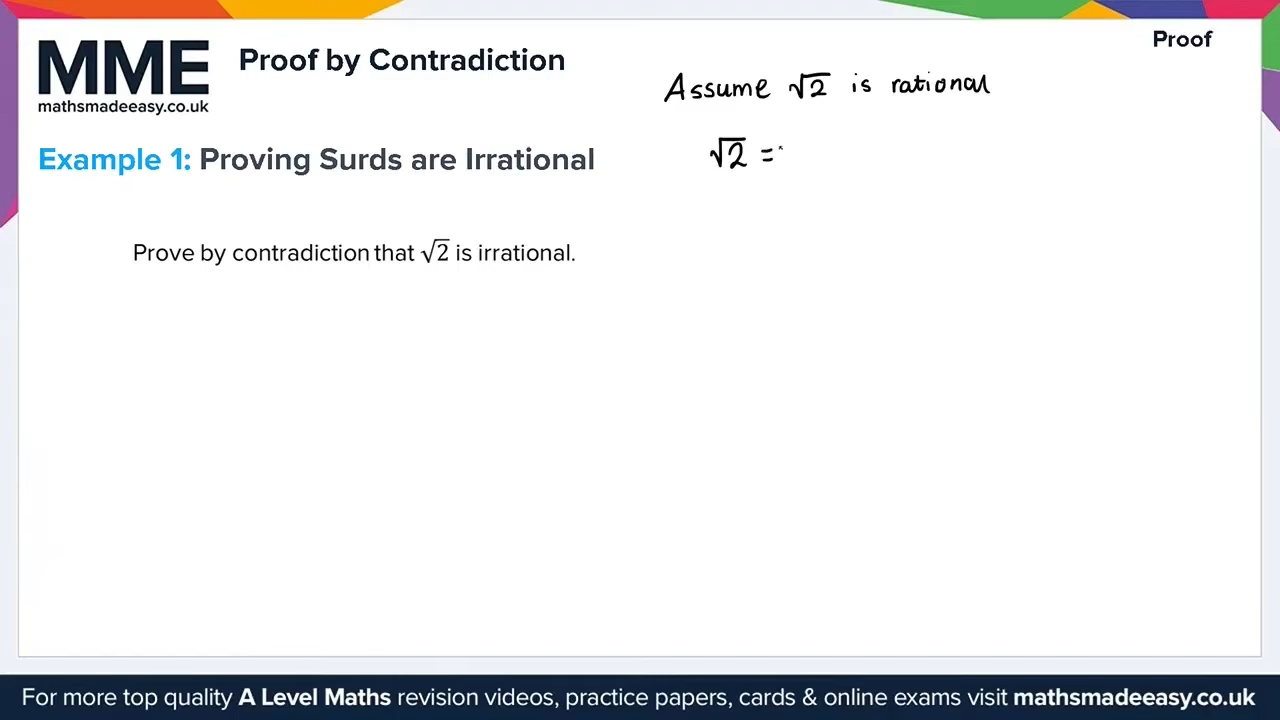 MME
mathsmadeeasy.co.uk
Proof by Contradiction
Proof
Assume √2 is rational
√2 =
Example 1: Proving Surds are Irrational
Prove by contradiction that √2 is irrational.
For more top quality A Level Maths revision videos, practice papers, cards & online exams visit mathsmadeeasy.co.uk